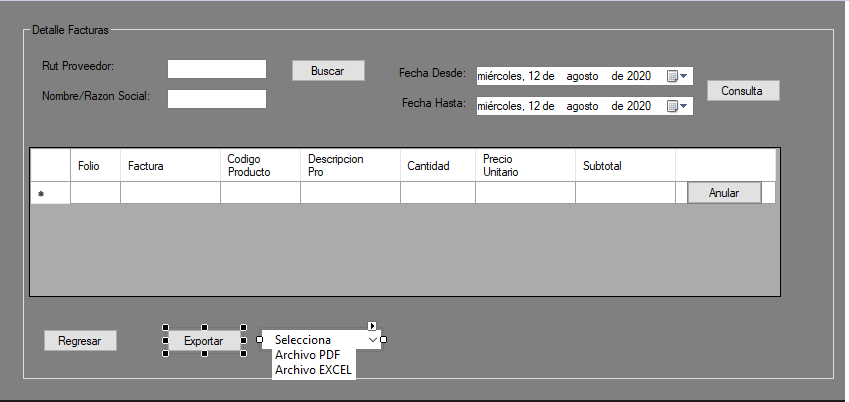 Detalle Facturas
Rut Proveedor:
Buscar
Fecha Desde:
miércoles, 12 de agosto de 2020
Consulta
Nombre/Razon Social:
Fecha Hasta:
miércoles, 12 de agosto de 2020
Folio
Factura
Codigo
Producto
Descripcion
Pro
Cantidad
Precio
Unitario
Subtotal
Anular
Regresar
Exportar
Selecciona
Archivo PDF
Archivo EXCEL